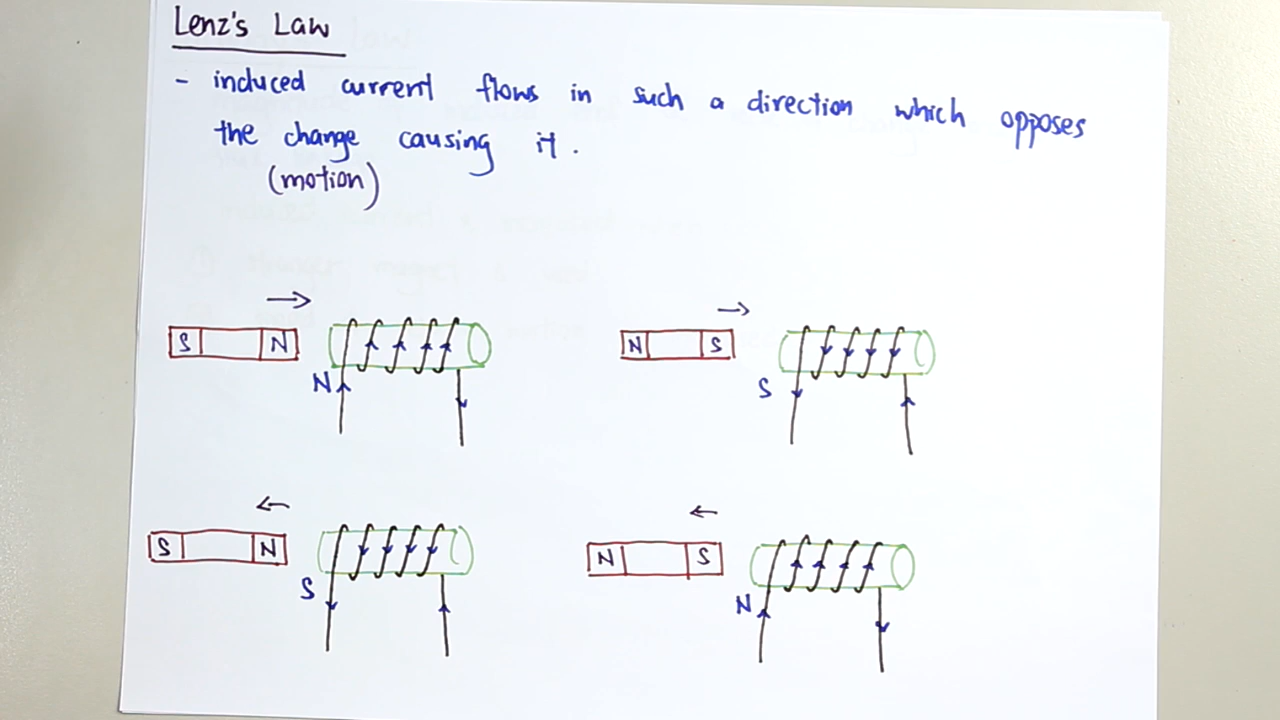 Lenz's Law
- induced current flows in such a direction which opposes
the change causing it.
(motion)
S N N
N S S
S N S
N S N